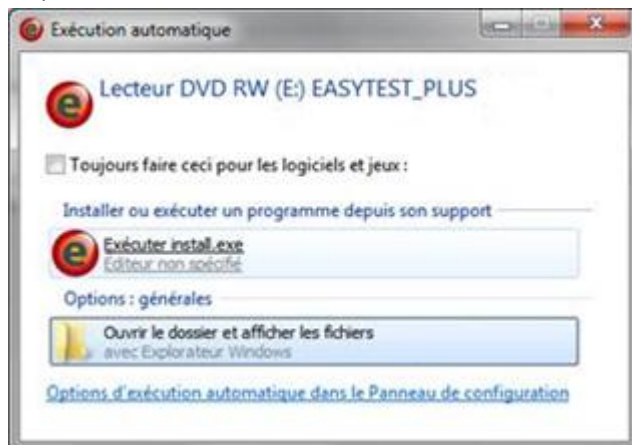 Exécution automatique
Lecteur DVD RW (E:) EASYTEST_PLUS
Toujours faire ceci pour les logiciels et jeux :
Installer ou exécuter un programme depuis son support
Exécuter install.exe
Editeur non spécifié
Options : générales
Ouvrir le dossier et afficher les fichiers
avec Explorateur Windows
Options d'exécution automatique dans le Panneau de configuration